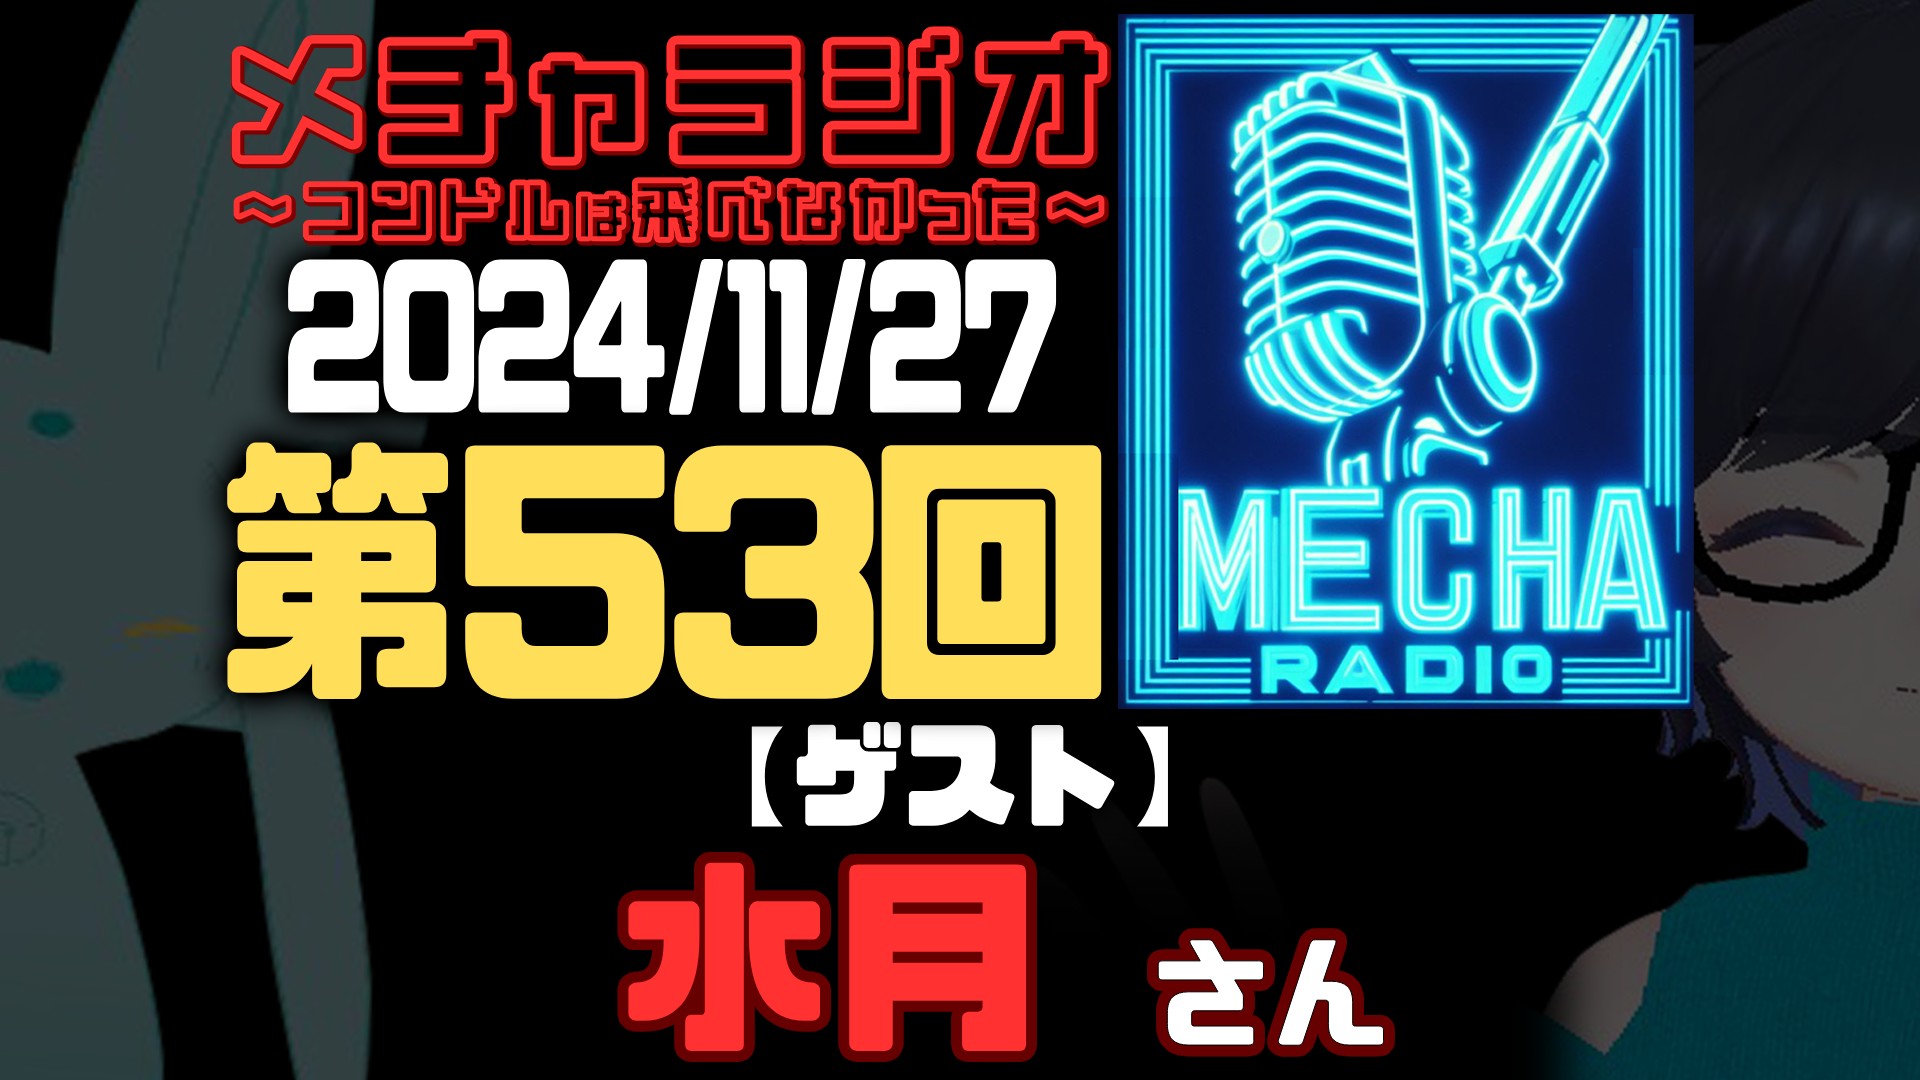 メチャラジオ
～コンドルは飛べなかった～
2024/11/27
第53回
MECHA
RADIO
【ゲスト】
水月 さん